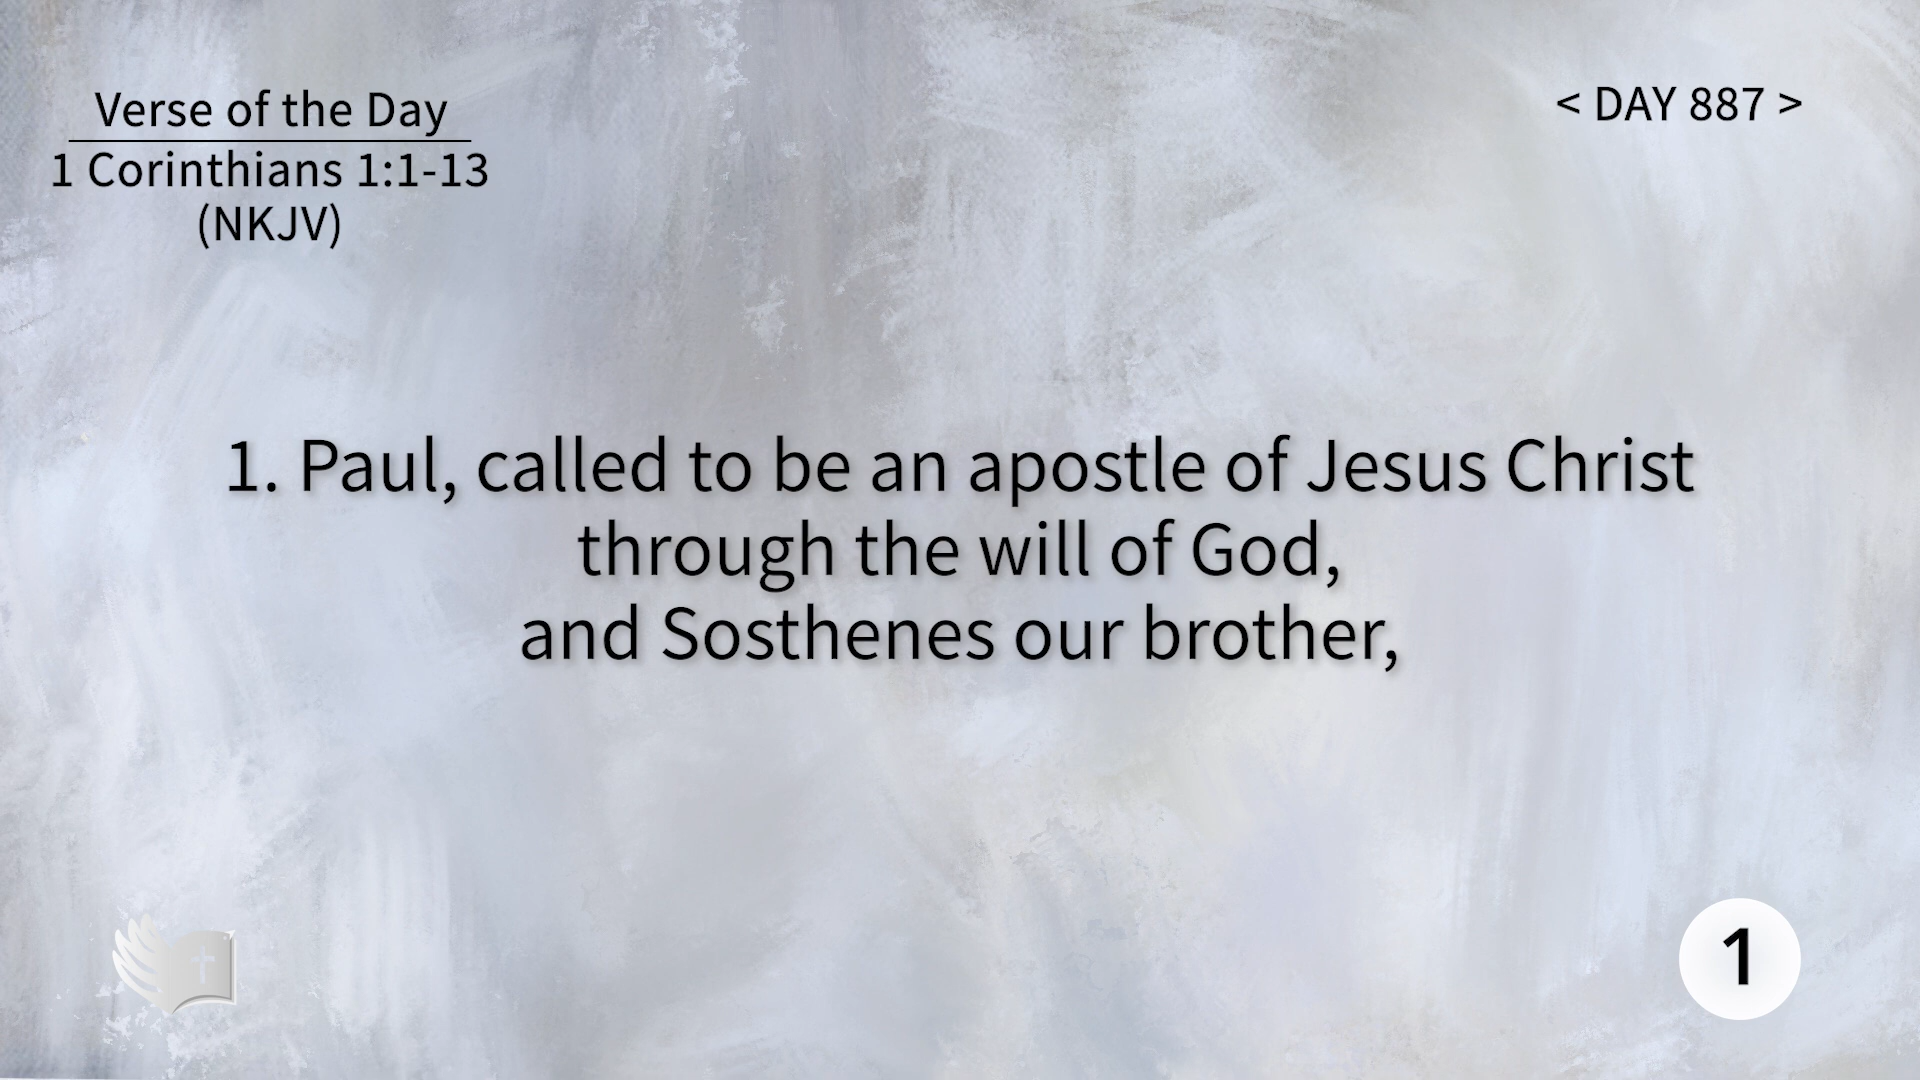 Verse of the Day
1 Corinthians 1:1-13
(NKJV)
< DAY 887 >
1. Paul, called to be an apostle of Jesus Christ
through the will of God,
and Sosthenes our brother,
1